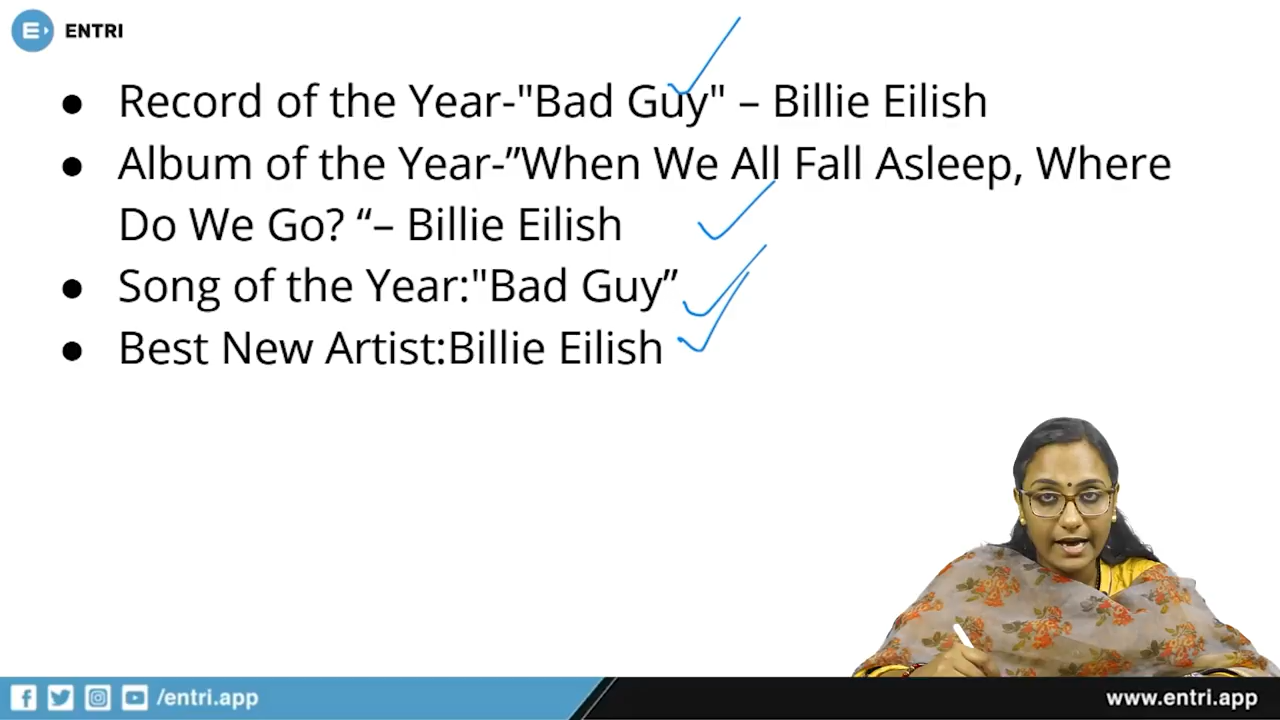 ENTRI
● Record of the Year-"Bad Guy" – Billie Eilish
● Album of the Year-”When We All Fall Asleep, Where
Do We Go? “– Billie Eilish
● Song of the Year:"Bad Guy”
● Best New Artist:Billie Eilish
/entri.app
www.entri.app